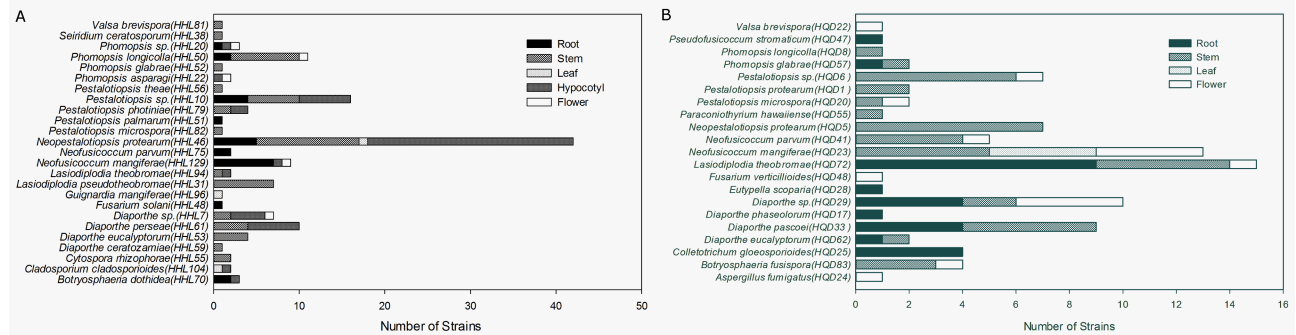 A
Valsa brevispora(HHL81)
Seiridium ceratosporum(HHL38)
Phomopsis sp.(HHL20)
Phomopsis longicolla(HHL50)
Phomopsis glabrae(HHL52)
Phomopsis asparagi(HHL22)
Pestalotiopsis theae(HHL56)
Pestalotiopsis sp.(HHL10)
Pestalotiopsis photiniae(HHL79)
Pestalotiopsis palmarum(HHL51)
Pestalotiopsis microspora(HHL82)
Neopestalotiopsis protearum(HHL46)
Neofusicoccum parvum(HHL75)
Neofusicoccum mangiferae(HHL129)
Lasiodiplodia theobromae(HHL94)
Lasiodiplodia pseudotheobromae(HHL31)
Guignardia mangiferae(HHL96)
Fusarium solani(HHL48)
Diaporthe sp.(HHL7)
Diaporthe perseae(HHL61)
Diaporthe eucalyptorum(HHL53)
Diaporthe ceratozamiae(HHL59)
Cytospora rhizophorae(HHL55)
Cladosporium cladosporioides(HHL104)
Botryosphaeria dothidea(HHL70)
Root
Stem
Leaf
Hypocotyl
Flower
0 10 20 30 40 50
Number of Strains
B
Valsa brevispora(HQD22)
Pseudofusicoccum stromaticum(HQD47)
Phomopsis longicolla(HQD8)
Phomopsis glabrae(HQD57)
Pestalotiopsis sp.(HQD6 )
Pestalotiopsis protearum(HQD1 )
Pestalotiopsis microspora(HQD20)
Paraconiothyrium hawaiiense(HQD55)
Neopestalotiopsis protearum(HQD5)
Neofusicoccum parvum(HQD41)
Neofusicoccum mangiferae(HQD23)
Lasiodiplodia theobromae(HQD72)
Fusarium verticillioides(HQD48)
Eutypella scoparia(HQD28)
Diaporthe sp.(HQD29)
Diaporthe phaseolorum(HQD17)
Diaporthe pascoei(HQD33 )
Diaporthe eucalyptorum(HQD62)
Colletotrichum gloeosporioides(HQD25)
Botryosphaeria fusispora(HQD83)
Aspergillus fumigatus(HQD24)
Root
Stem
Leaf
Flower
0 2 4 6 8 10 12 14 16
Number of Strains